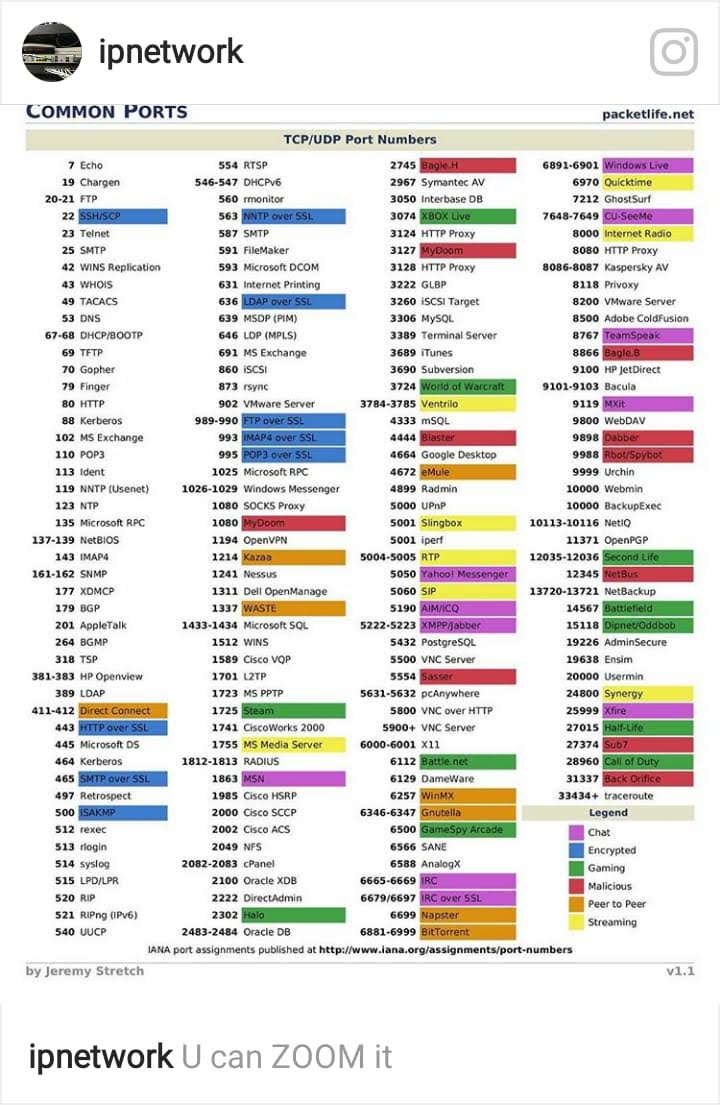 ipnetwork
COMMON PORTS
packetlife.net
TCP/UDP Port Numbers
7 Echo
19 Chargen
20-21 FTP
22 SSH/SCP
23 Telnet
25 SMTP
42 WINS Replication
43 WHOIS
49 TACACS
53 DNS
67-68 DHCP/BOOTP
69 TFTP
70 Gopher
79 Finger
80 HTTP
88 Kerberos
102 MS Exchange
110 POP3
113 Ident
119 NNTP (Usenet)
123 NTP
135 Microsoft RPC
137-139 NetBIOS
143 IMAP4
161-162 SNMP
177 XDMCP
179 BGP
201 AppleTalk
264 BGMP
318 TSP
381-383 HP Openview
389 LDAP
411-412 Direct Connect
443 HTTP over SSL
445 Microsoft DS
464 Kerberos
465 SMTP over SSL
497 Retrospect
500 ISAKMP
512 rexec
513 rlogin
514 syslog
515 LPD/LPR
520 RIP
521 RIPng (IPv6)
540 UUCP
554 RTSP
546-547 DHCPv6
560 rmonitor
563 NNTP over SSL
587 SMTP
591 FileMaker
593 Microsoft DCOM
631 Internet Printing
636 LDAP over SSL
639 MSDP (PIM)
646 LDP (MPLS)
691 MS Exchange
860 iSCSI
873 rsync
902 VMware Server
989-990 FTP over SSL
993 IMAP4 over SSL
995 POP3 over SSL
1025 Microsoft RPC
1026-1029 Windows Messenger
1080 SOCKS Proxy
1080 MyDoom
1194 OpenVPN
1214 Kazaa
1241 Nessus
1311 Dell OpenManage
1337 WASTE
1433-1434 Microsoft SQL
1512 WINS
1589 Cisco VQP
1701 L2TP
1723 MS PPTP
1725 Steam
1741 CiscoWorks 2000
1755 MS Media Server
1812-1813 RADIUS
1863 MSN
1985 Cisco HSRP
2000 Cisco SCCP
2002 Cisco ACS
2049 NFS
2082-2083 cPanel
2100 Oracle XDB
2222 DirectAdmin
2302 Halo
2483-2484 Oracle DB
2745 Bagle.H
2967 Symantec AV
3050 Interbase DB
3074 XBOX Live
3124 HTTP Proxy
3127 MyDoom
3128 HTTP Proxy
3222 GLBP
3260 iSCSI Target
3306 MySQL
3389 Terminal Server
3689 iTunes
3690 Subversion
3724 World of Warcraft
3784-3785 Ventrilo
4333 mSQL
4444 Blaster
4664 Google Desktop
4672 eMule
4899 Radmin
5000 UPnP
5001 Slingbox
5001 iperf
5004-5005 RTP
5050 Yahoo! Messenger
5060 SIP
5190 AIM/ICQ
5222-5223 XMPP/Jabber
5432 PostgreSQL
5500 VNC Server
5554 Sasser
5631-5632 pcAnywhere
5800 VNC over HTTP
5900+ VNC Server
6000-6001 X11
6112 Battle.net
6129 DameWare
6257 WinMX
6346-6347 Gnutella
6500 GameSpy Arcade
6566 SANE
6588 AnalogX
6665-6669 IRC
6679/6697 IRC over SSL
6699 Napster
6881-6999 BitTorrent
6891-6901 Windows Live
6970 Quicktime
7212 GhostSurf
7648-7649 CU-SeeMe
8000 Internet Radio
8080 HTTP Proxy
8086-8087 Kaspersky AV
8118 Privoxy
8200 VMware Server
8500 Adobe ColdFusion
8767 TeamSpeak
8866 Bagle.B
9100 HP JetDirect
9101-9103 Bacula
9119 MXit
9800 WebDAV
9898 Dabber
9988 Rbot/Spybot
9999 Urchin
10000 Webmin
10000 BackupExec
10113-10116 NetIQ
11371 OpenPGP
12035-12036 Second Life
12345 NetBus
13720-13721 NetBackup
14567 Battlefield
15118 Dipnet/Oddbob
19226 AdminSecure
19638 Ensim
20000 Usermin
24800 Synergy
25999 Xfire
27015 Half-Life
27374 Sub7
28960 Call of Duty
31337 Back Orifice
33434+ traceroute
Legend
Chat
Encrypted
Gaming
Malicious
Peer to Peer
Streaming
IANA port assignments published at http://www.iana.org/assignments/port-numbers
by Jeremy Stretch
v1.1
ipnetwork U can ZOOM it